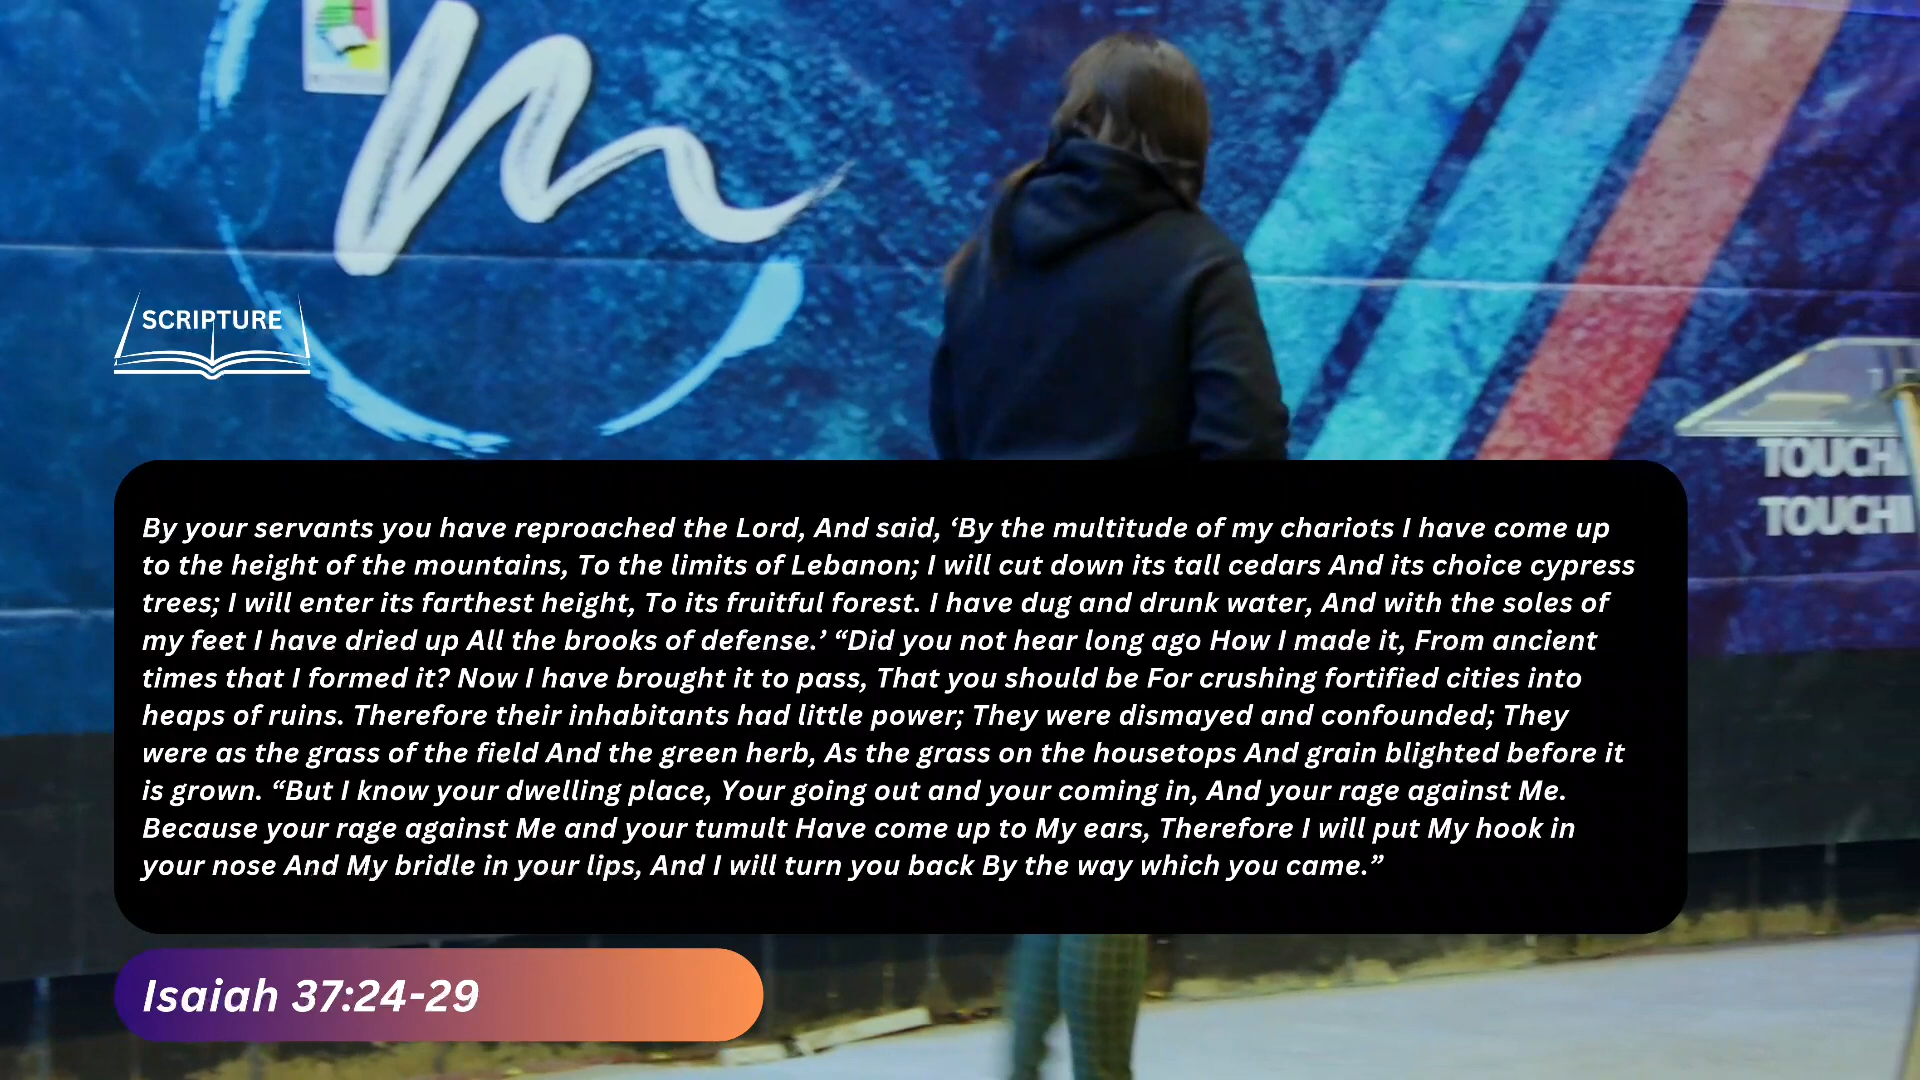 m
SCRIPTURE
TOUCH
TOUCH
By your servants you have reproached the Lord, And said, ‘By the multitude of my chariots I have come up
to the height of the mountains, To the limits of Lebanon; I will cut down its tall cedars And its choice cypress
trees; I will enter its farthest height, To its fruitful forest. I have dug and drunk water, And with the soles of
my feet I have dried up All the brooks of defense.’ “Did you not hear long ago How I made it, From ancient
times that I formed it? Now I have brought it to pass, That you should be For crushing fortified cities into
heaps of ruins. Therefore their inhabitants had little power; They were dismayed and confounded; They
were as the grass of the field And the green herb, As the grass on the housetops And grain blighted before it
is grown. “But I know your dwelling place, Your going out and your coming in, And your rage against Me.
Because your rage against Me and your tumult Have come up to My ears, Therefore I will put My hook in
your nose And My bridle in your lips, And I will turn you back By the way which you came.”
Isaiah 37:24-29